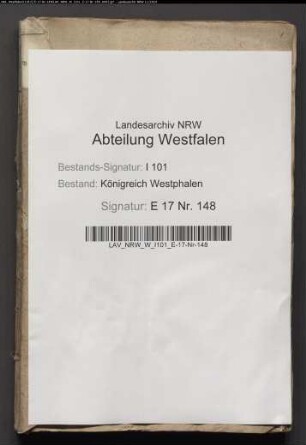 Landesarchiv NRW
Abteilung Westfalen
Bestands-Signatur: I 101
Bestand: Königreich Westphalen
Signatur: E 17 Nr. 148
LAV_NRW_W_I101_E-17-Nr-148